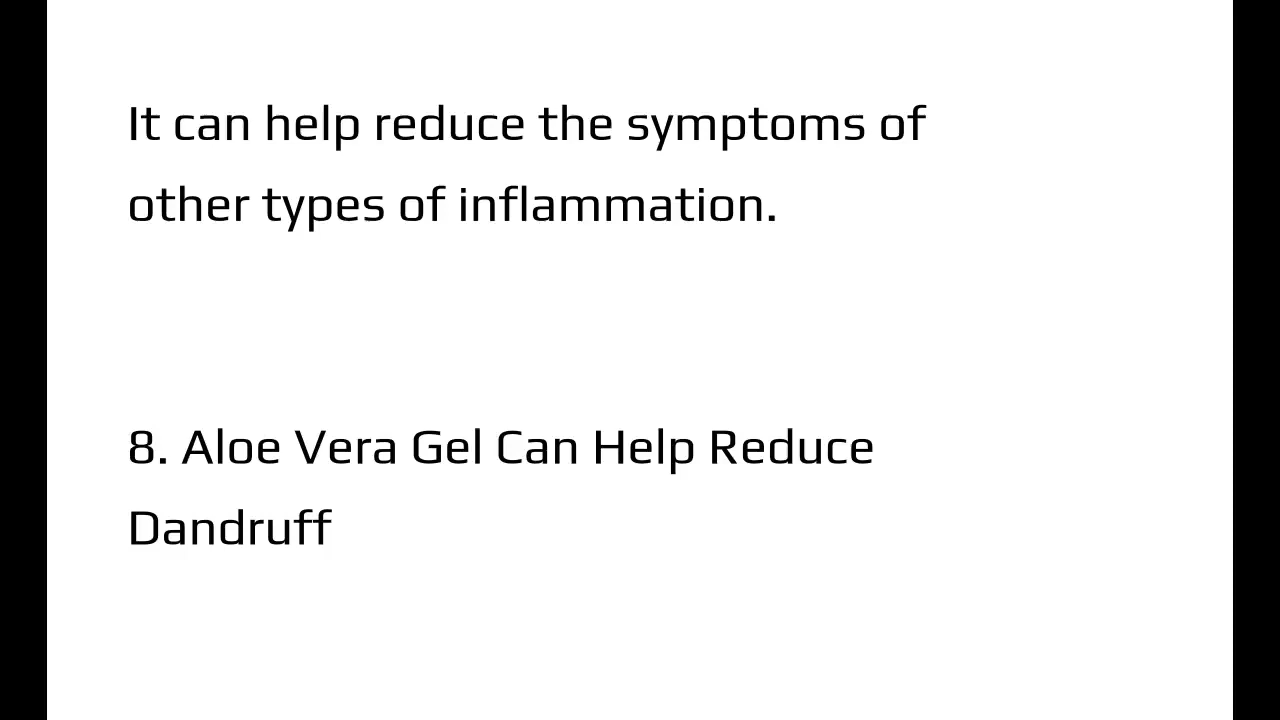 It can help reduce the symptoms of
other types of inflammation.
8. Aloe Vera Gel Can Help Reduce
Dandruff